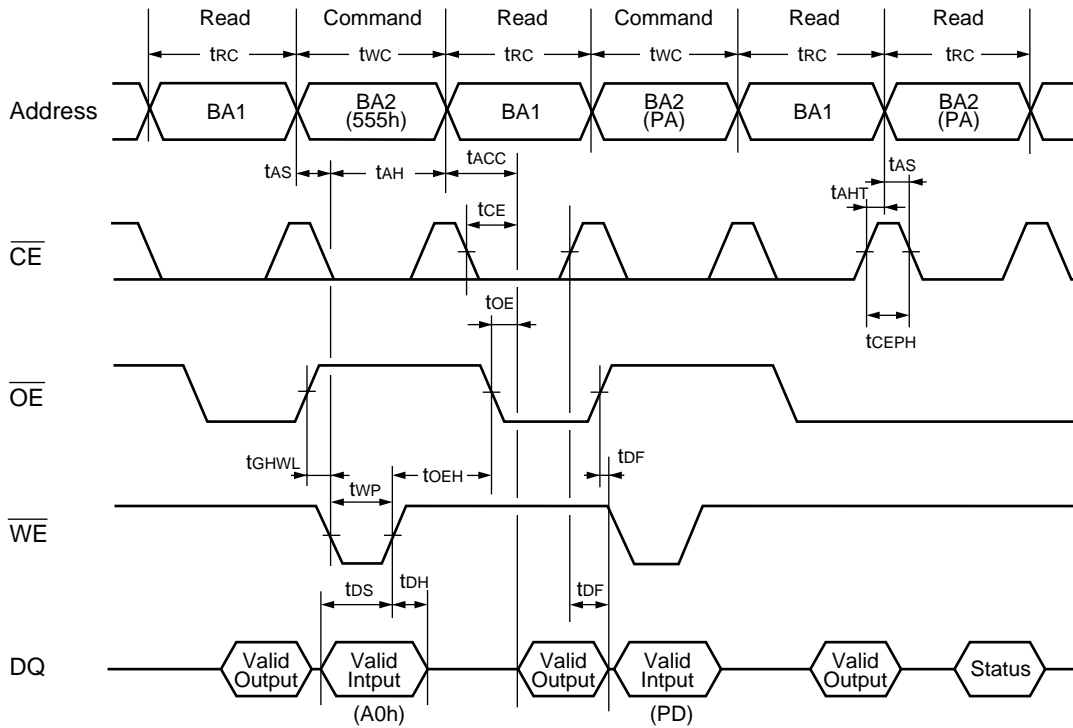 Read Command Read Command Read Read
tRC tWC tRC tWC tRC tRC
Address BA1 BA2 (555h) BA1 BA2 (PA) BA1 BA2 (PA)
tAS tAH tACC tAS
tAHT
tCE
CE
tOE
tCEPH
OE
tGHWL tOEH tDF
tWP
WE
tDS tDH tDF
DQ Valid Output Valid Intput Valid Output Valid Intput Valid Output Status
(A0h) (PD)